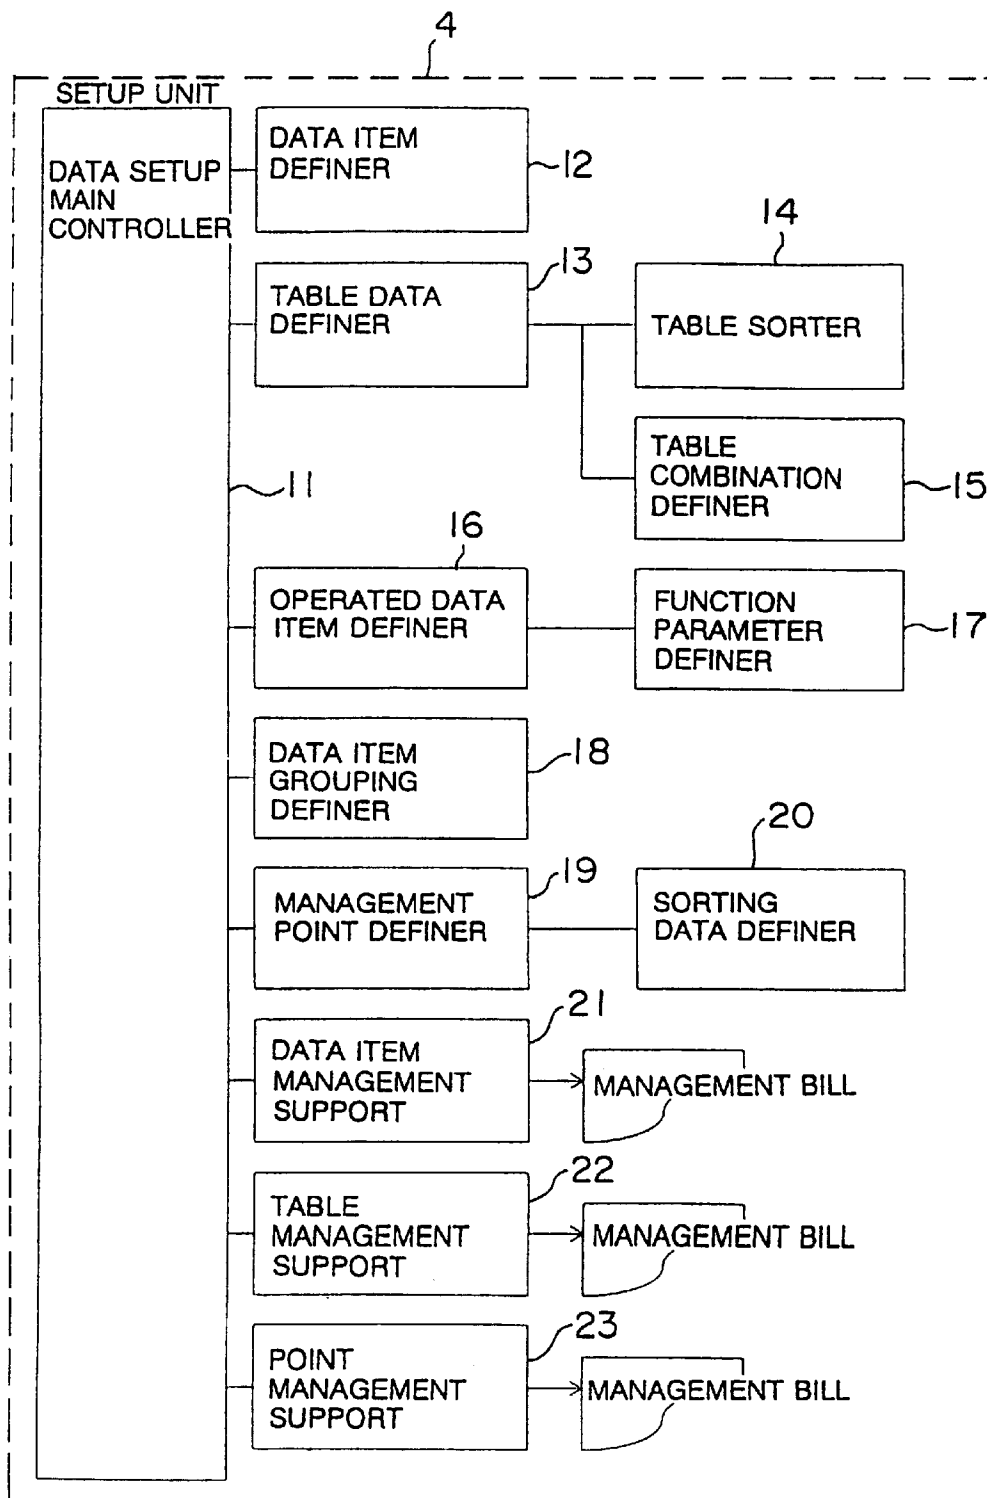 4
SETUP UNIT
DATA SETUP
MAIN
CONTROLLER
11
DATA ITEM
DEFINER
12
TABLE DATA
DEFINER
13
14
TABLE SORTER
TABLE
COMBINATION
DEFINER
15
16
OPERATED DATA
ITEM DEFINER
FUNCTION
PARAMETER
DEFINER
17
DATA ITEM
GROUPING
DEFINER
18
MANAGEMENT
POINT DEFINER
19
20
SORTING
DATA DEFINER
DATA ITEM
MANAGEMENT
SUPPORT
21
MANAGEMENT BILL
TABLE
MANAGEMENT
SUPPORT
22
MANAGEMENT BILL
POINT
MANAGEMENT
SUPPORT
23
MANAGEMENT BILL